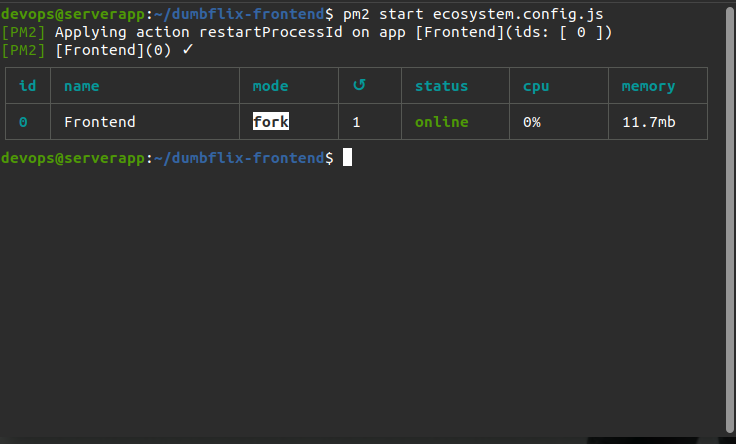 devops@serverapp:~/dumbflix-frontend$ pm2 start ecosystem.config.js
[PM2] Applying action restartProcessId on app [Frontend](ids: [ 0 ])
[PM2] [Frontend](0) ✓
id name mode ↺ status cpu memory
0 Frontend fork 1 online 0% 11.7mb
devops@serverapp:~/dumbflix-frontend$